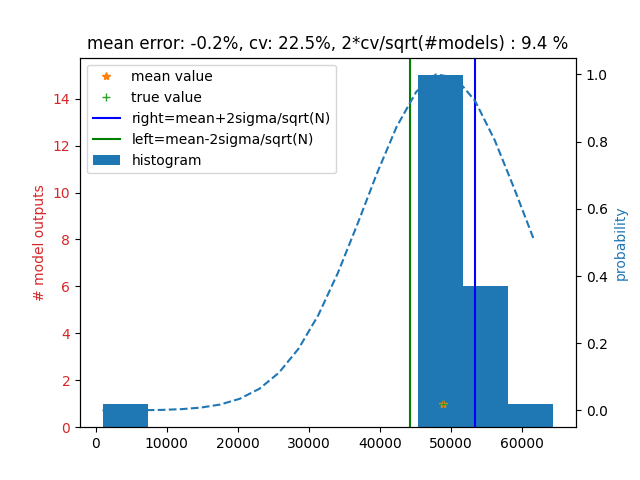 mean error: -0.2%, cv: 22.5%, 2*cv/sqrt(#models) : 9.4 %
mean value
true value
right=mean+2sigma/sqrt(N)
left=mean-2sigma/sqrt(N)
histogram
# model outputs
14
12
10
8
6
4
2
0
probability
1.0
0.8
0.6
0.4
0.2
0.0
0 10000 20000 30000 40000 50000 60000